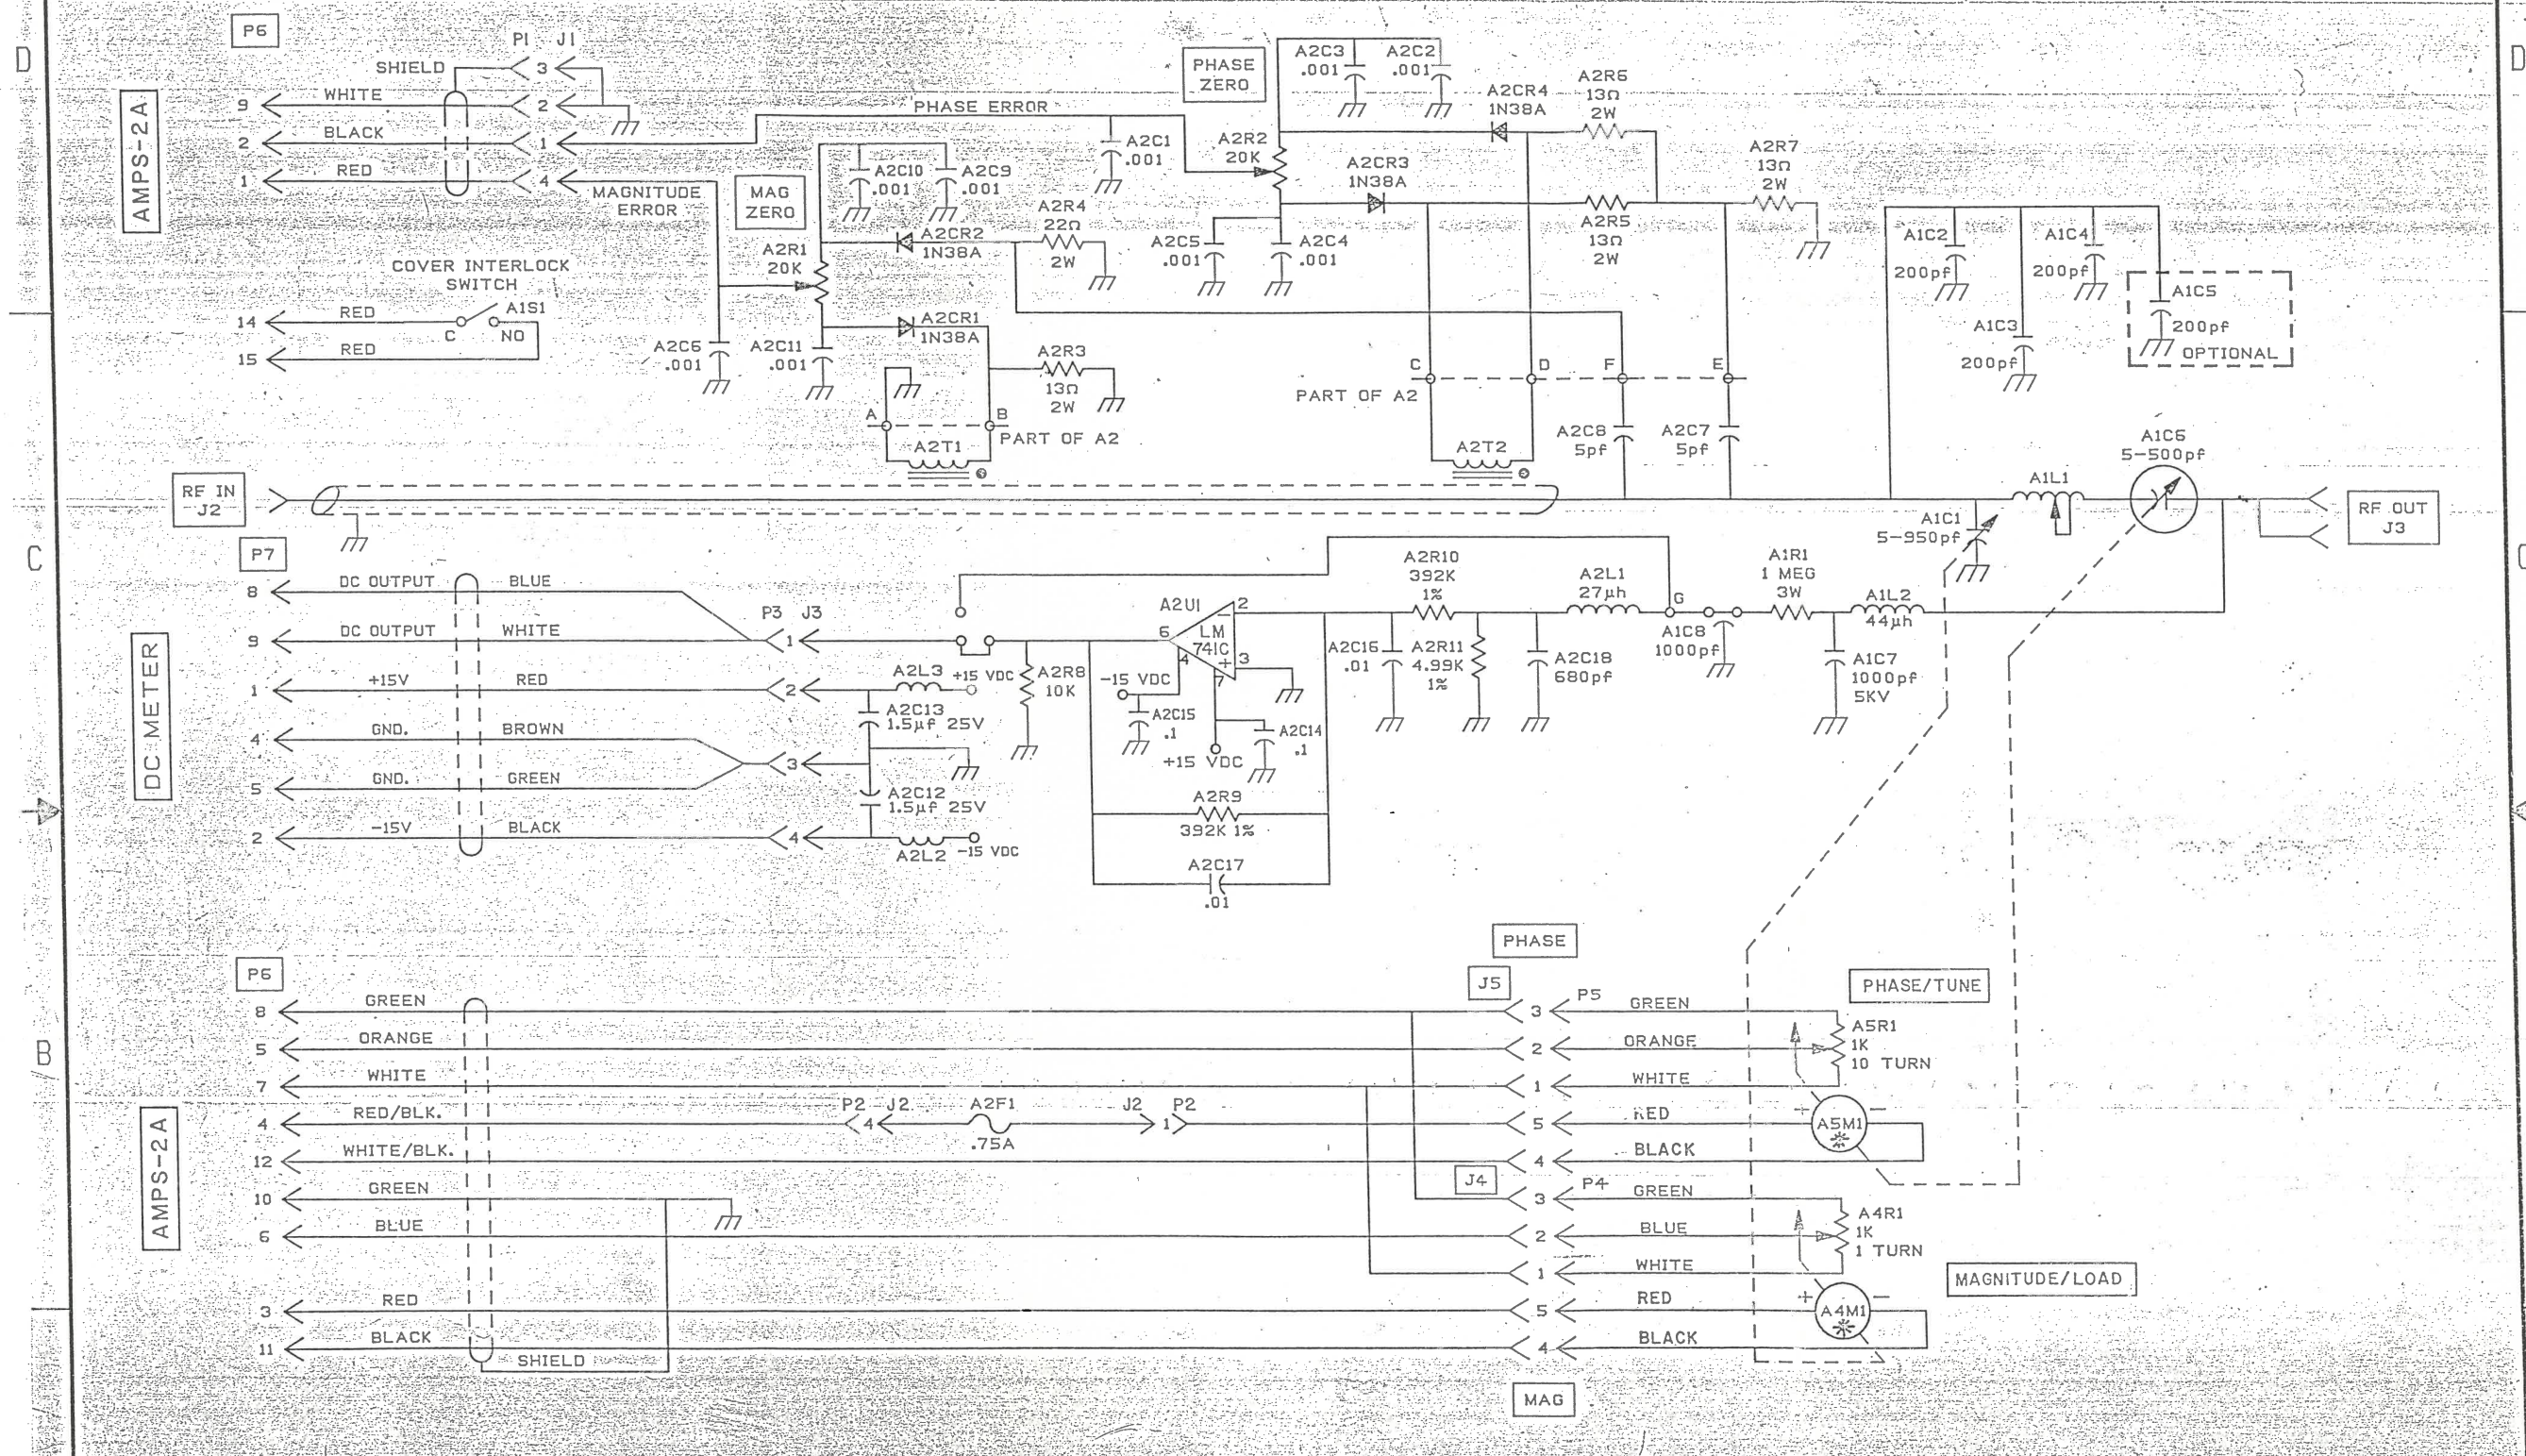 D
D
C
B
P6
P1 J1
SHIELD
3
9
WHITE
2
2
BLACK
1
1
RED
4
AMPS-2A
PHASE ERROR
MAGNITUDE
ERROR
MAG
ZERO
PHASE
ZERO
A2C3
.001
A2C2
.001
A2CR4
1N38A
A2R6
13Ω
2W
A2C1
.001
A2R2
20K
A2CR3
1N38A
A2R7
13Ω
2W
A2C10
.001
A2C9
.001
A2R4
22Ω
2W
A2CR2
1N38A
A2R1
20K
A2C5
.001
A2C4
.001
A2R5
13Ω
2W
A1C2
200pf
A1C4
200pf
A1C3
200pf
A1C5
200pf
OPTIONAL
COVER INTERLOCK
SWITCH
A1S1
14
RED
C
NO
15
RED
A2C6
.001
A2C11
.001
A2CR1
1N38A
A2R3
13Ω
2W
A
B
PART OF A2
A2T1
C
D
F
E
PART OF A2
A2T2
A2C8
5pf
A2C7
5pf
RF IN
J2
A1L1
A1C6
5-500pf
A1C1
5-950pf
RF OUT
J3
P7
8
DC OUTPUT
BLUE
9
DC OUTPUT
WHITE
P3 J3
1
1
+15V
RED
2
4
GND.
BROWN
3
5
GND.
GREEN
2
-15V
BLACK
4
DC METER
A2L3
+15 VDC
A2C13
1.5µf 25V
A2C12
1.5µf 25V
A2L2
-15 VDC
A2R8
10K
A2U1
LM
741C
2
3
4
6
7
-
+
-15 VDC
A2C15
.1
+15 VDC
A2C14
.1
A2R9
392K 1%
A2C17
.01
A2R10
392K
1%
A2C16
.01
A2R11
4.99K
1%
A2L1
27µh
A2C18
680pf
G
A1C8
1000pf
A1R1
1 MEG
3W
A1L2
44µh
A1C7
1000pf
5KV
PHASE
P6
J5
P5
PHASE/TUNE
8
GREEN
3
GREEN
5
ORANGE
2
ORANGE
A5R1
1K
10 TURN
7
WHITE
1
WHITE
4
RED/BLK.
P2 J2
4
A2F1
.75A
J2 P2
1
5
RED
+
-
A5M1
12
WHITE/BLK.
4
BLACK
AMPS-2A
J4
P4
10
GREEN
3
GREEN
6
BLUE
2
BLUE
A4R1
1K
1 TURN
1
WHITE
MAGNITUDE/LOAD
3
RED
5
RED
+
-
A4M1
11
BLACK
4
BLACK
SHIELD
MAG